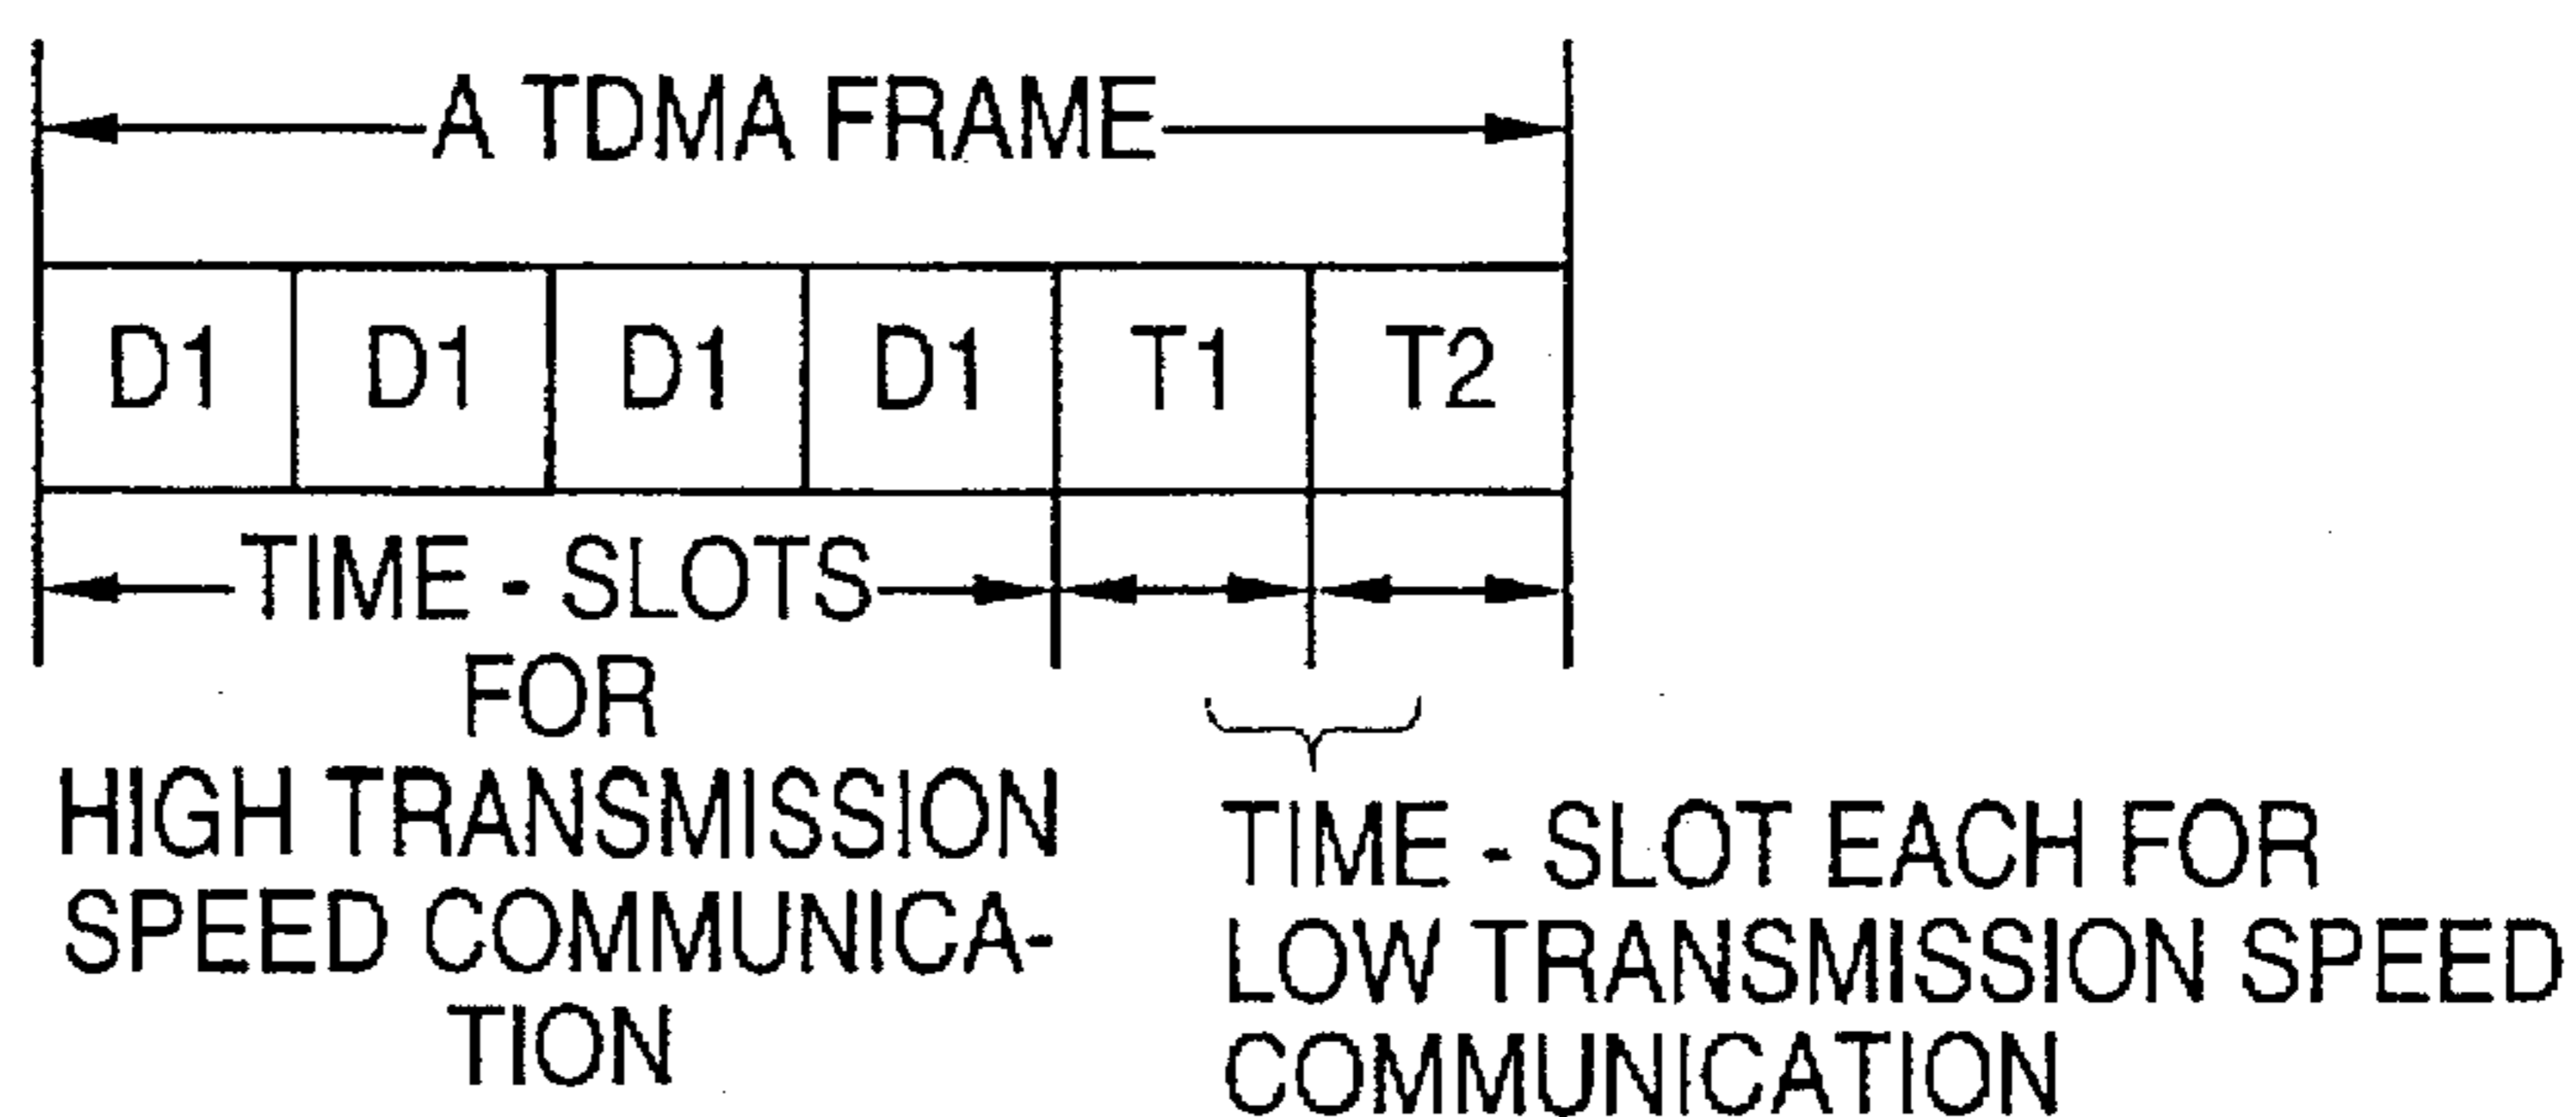 A TDMA FRAME
D1 D1 D1 D1 T1 T2
TIME - SLOTS
FOR
HIGH TRANSMISSION
SPEED COMMUNICA-
TION
TIME - SLOT EACH FOR
LOW TRANSMISSION SPEED
COMMUNICATION